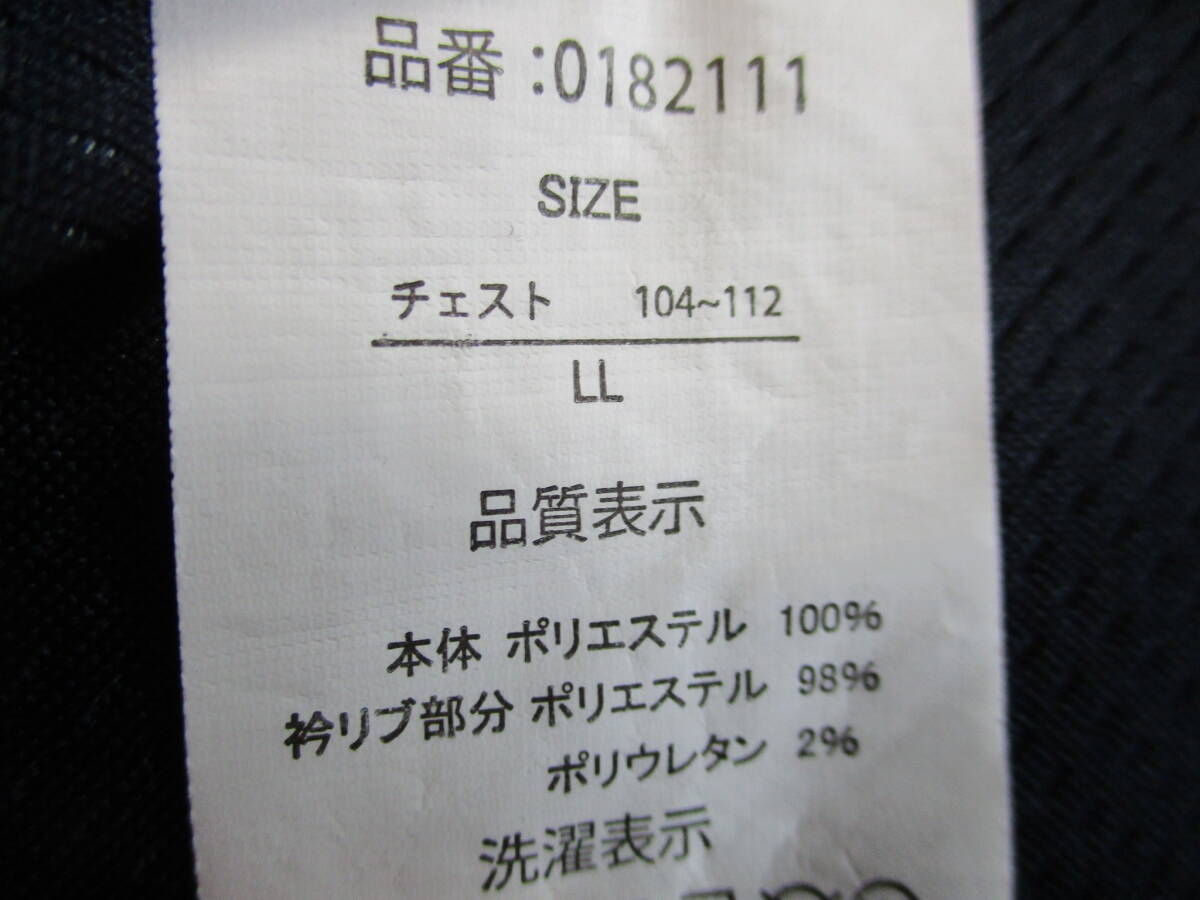 品番:0182111
SIZE
チェスト 104~112
LL
品質表示
本体 ポリエステル 100%
衿リブ部分 ポリエステル 98%
ポリウレタン 2%
洗濯表示